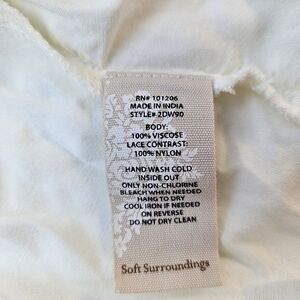 RN# 101206
MADE IN INDIA
STYLE# 2DW90
BODY:
100% VISCOSE
LACE CONTRAST:
100% NYLON
HAND WASH COLD
INSIDE OUT
ONLY NON-CHLORINE
BLEACH WHEN NEEDED
HANG TO DRY
COOL IRON IF NEEDED
ON REVERSE
DO NOT DRY CLEAN
Soft Surroundings